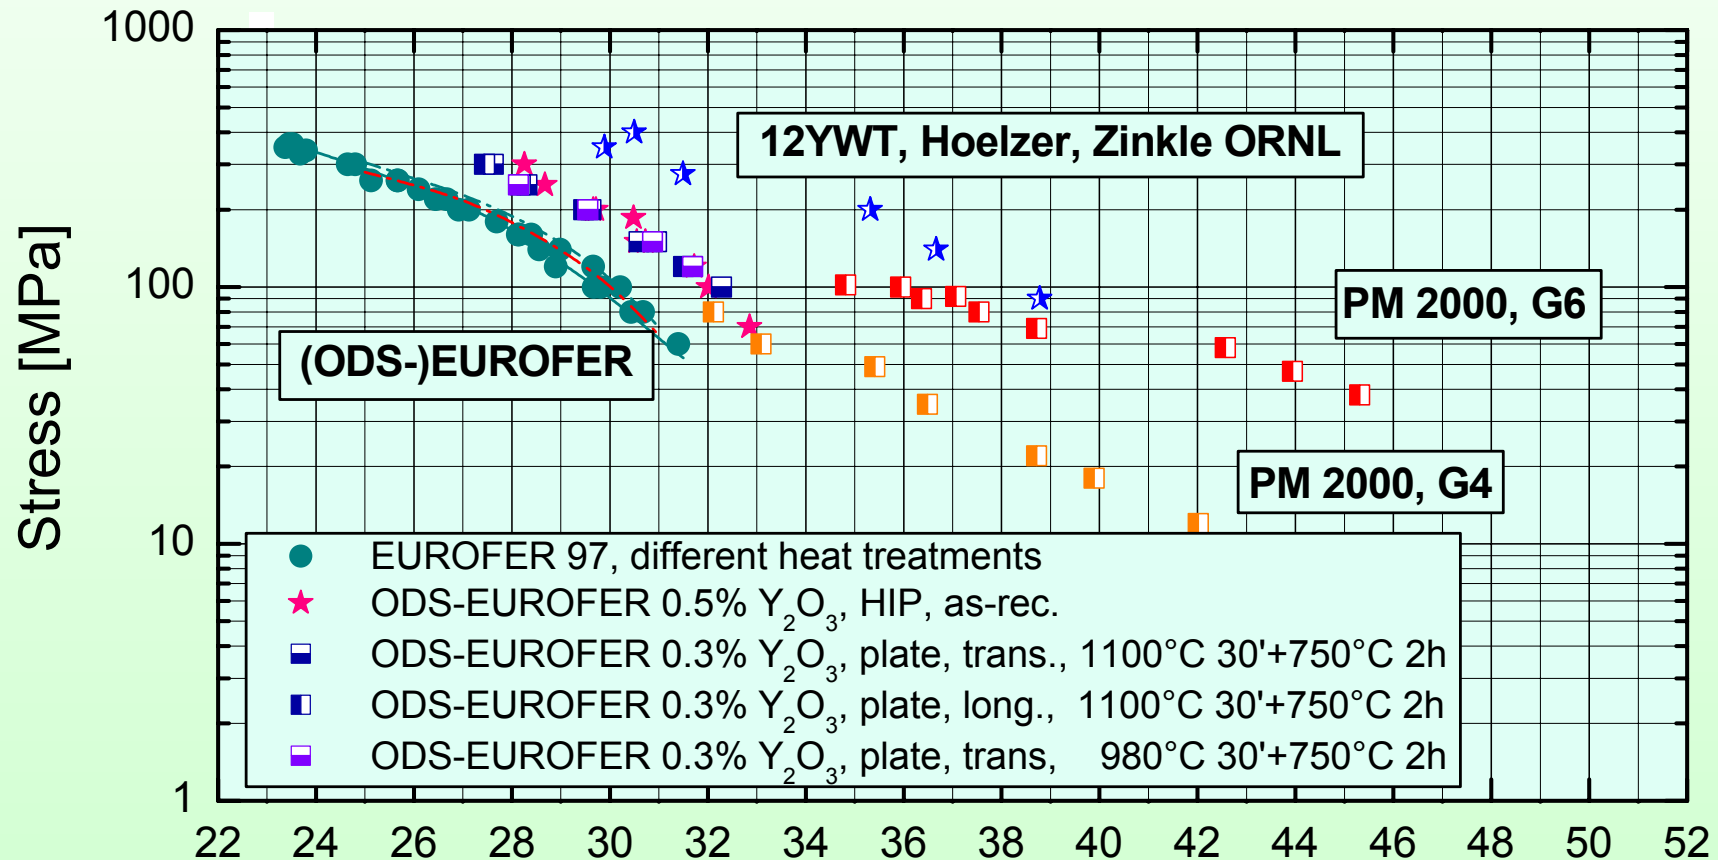 1000
100
10
1
Stress [MPa]
12YWT, Hoelzer, Zinkle ORNL
PM 2000, G6
(ODS-)EUROFER
PM 2000, G4
EUROFER 97, different heat treatments
ODS-EUROFER 0.5% Y2O3, HIP, as-rec.
ODS-EUROFER 0.3% Y2O3, plate, trans., 1100°C 30'+750°C 2h
ODS-EUROFER 0.3% Y2O3, plate, long., 1100°C 30'+750°C 2h
ODS-EUROFER 0.3% Y2O3, plate, trans, 980°C 30'+750°C 2h
22 24 26 28 30 32 34 36 38 40 42 44 46 48 50 52